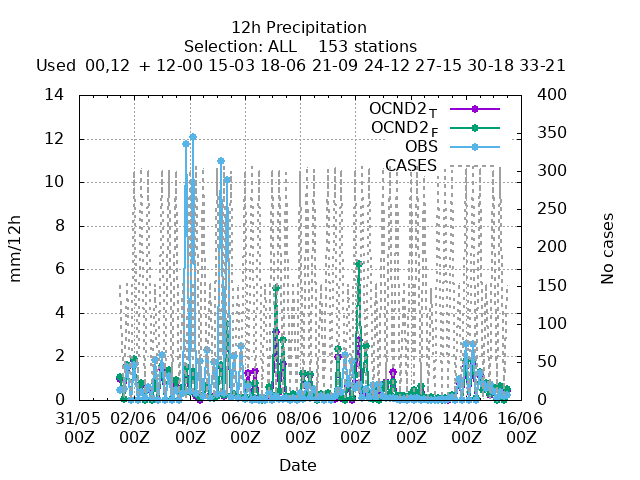 12h Precipitation
Selection: ALL 153 stations
Used 00,12 + 12-00 15-03 18-06 21-09 24-12 27-15 30-18 33-21
14 400
OCND2 T
350
12 OCND2 F
OBS
300
CASES
10
250
8
200
6
150
4
100
2 50
0 0
mm/12h
No cases
31/05 02/06 04/06 06/06 08/06 10/06 12/06 14/06 16/06
00Z 00Z 00Z 00Z 00Z 00Z 00Z 00Z 00Z
Date